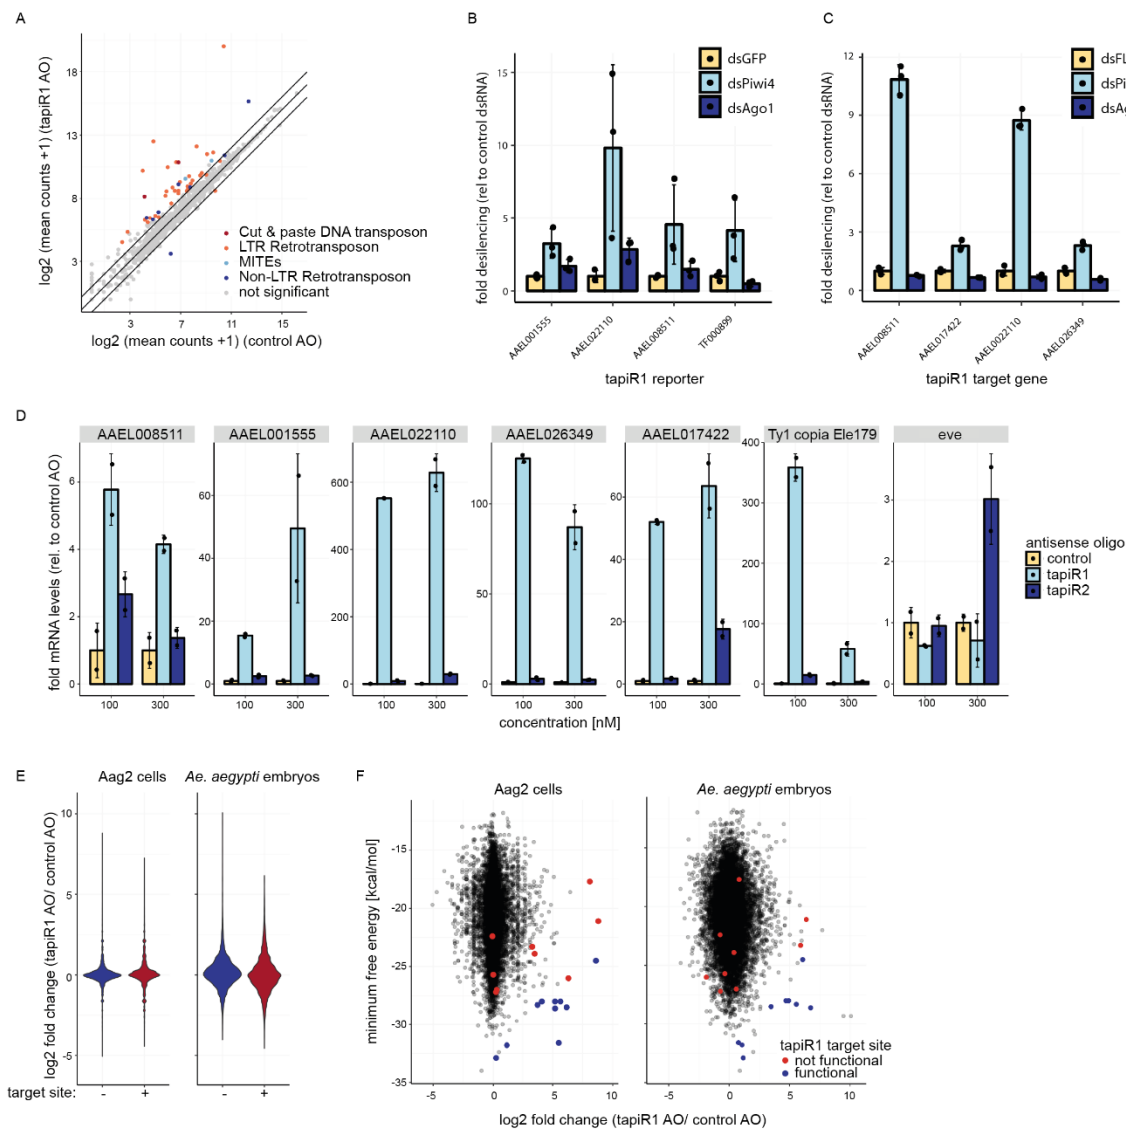 A
log2 (mean counts +1) (tapiR1 AO)
18
13
8
3
3
7
11
15
log2 (mean counts +1) (control AO)
Cut & paste DNA transposon
LTR Retrotransposon
MITEs
Non-LTR Retrotransposon
not significant
B
fold desilencing (rel to control dsRNA)
15
10
5
0
dsGFP
dsPiwi4
dsAgo1
AAEL001555
AAEL022110
AAEL008511
TF000899
tapiR1 reporter
C
12
9
6
3
0
dsFL
dsPi
dsAg
AAEL008511
AAEL017422
AAEL0022110
AAEL026349
tapiR1 target gene
D
fold mRNA levels (rel. to control AO)
AAEL008511
AAEL001555
AAEL022110
AAEL026349
AAEL017422
Ty1 copia Ele179
eve
6
4
2
0
60
40
20
0
600
400
200
0
100
50
0
60
40
20
0
400
300
200
100
0
3
2
1
0
100
300
100
300
100
300
100
300
100
300
100
300
100
300
concentration [nM]
antisense oligo
control
tapiR1
tapiR2
E
Aag2 cells
Ae. aegypti embryos
log2 fold change (tapiR1 AO/ control AO)
10
5
0
-5
target site:
-
+
-
+
F
Aag2 cells
Ae. aegypti embryos
minimum free energy [kcal/mol]
-15
-20
-25
-30
-35
-5
0
5
10
-5
0
5
10
tapiR1 target site
not functional
functional
log2 fold change (tapiR1 AO/ control AO)